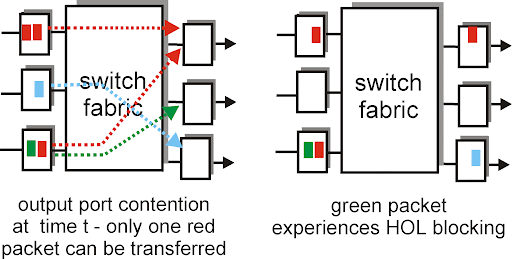 switch
fabric
output port contention
at time t - only one red
packet can be transferred
switch
fabric
green packet
experiences HOL blocking